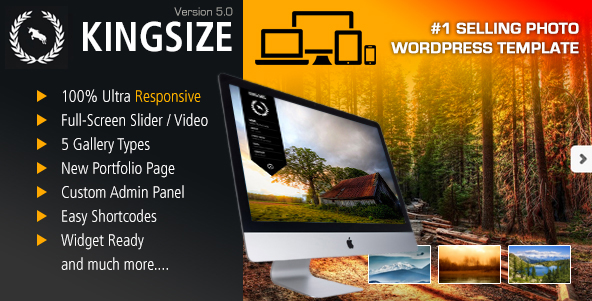 Version 5.0
KINGSIZE
#1 SELLING PHOTO
WORDPRESS TEMPLATE
100% Ultra Responsive
Full-Screen Slider / Video
5 Gallery Types
New Portfolio Page
Custom Admin Panel
Easy Shortcodes
Widget Ready
and much more....